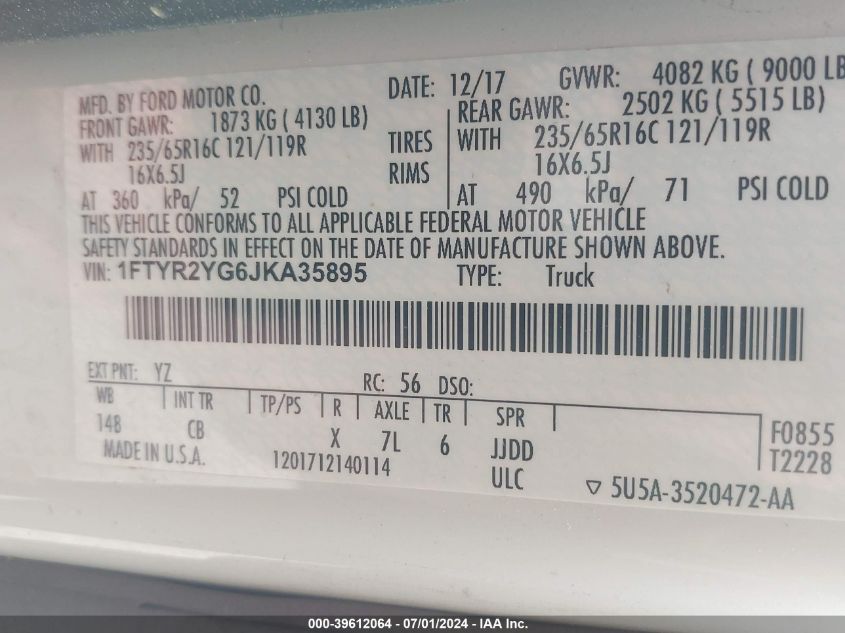 MFD. BY FORD MOTOR CO. DATE: 12/17 GVWR: 4082 KG ( 9000 LB
FRONT GAWR: 1873 KG ( 4130 LB) REAR GAWR: 2502 KG ( 5515 LB)
WITH 235/65R16C 121/119R TIRES WITH 235/65R16C 121/119R
16X6.5J RIMS 16X6.5J
AT 360 kPa/ 52 PSI COLD AT 490 kPa/ 71 PSI COLD
THIS VEHICLE CONFORMS TO ALL APPLICABLE FEDERAL MOTOR VEHICLE
SAFETY STANDARDS IN EFFECT ON THE DATE OF MANUFACTURE SHOWN ABOVE.
VIN: 1FTYR2YG6JKA35895 TYPE: Truck
EXT PNT: YZ RC: 56 DSO:
WB INT TR TP/PS R AXLE TR SPR
148 CB X 7L 6 JJDD F0855
MADE IN U.S.A. 1201712140114 ULC T2228
▽ 5U5A-3520472-AA
000-39612064 - 07/01/2024 - IAA Inc.